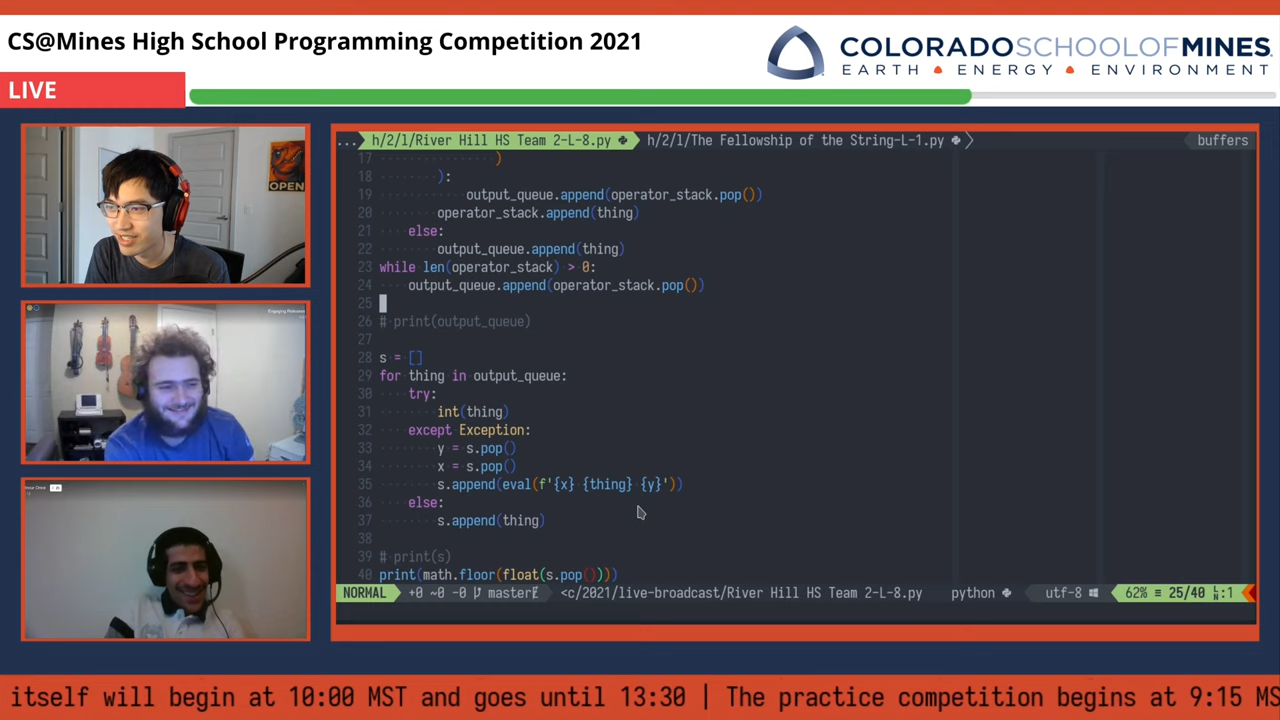 CS@Mines High School Programming Competition 2021
COLORADOSCHOOLOFMINES
EARTH • ENERGY • ENVIRONMENT
LIVE
OPEN
... h/2/l/River Hill HS Team 2-L-8.py h/2/l/The Fellowship of the String-L-1.py buffers
17 )
18 ):
19 output_queue.append(operator_stack.pop())
20 operator_stack.append(thing)
21 else:
22 output_queue.append(thing)
23 while len(operator_stack) > 0:
24 output_queue.append(operator_stack.pop())
25
26 # print(output_queue)
27
28 s = []
29 for thing in output_queue:
30 try:
31 int(thing)
32 except Exception:
33 y = s.pop()
34 x = s.pop()
35 s.append(eval(f'{x} {thing} {y}'))
36 else:
37 s.append(thing)
38
39 # print(s)
40 print(math.floor(float(s.pop())))
NORMAL +0 ~0 -0 master <c/2021/live-broadcast/River Hill HS Team 2-L-8.py python utf-8 62% ≡ 25/40 LN:1
itself will begin at 10:00 MST and goes until 13:30 | The practice competition begins at 9:15 MS